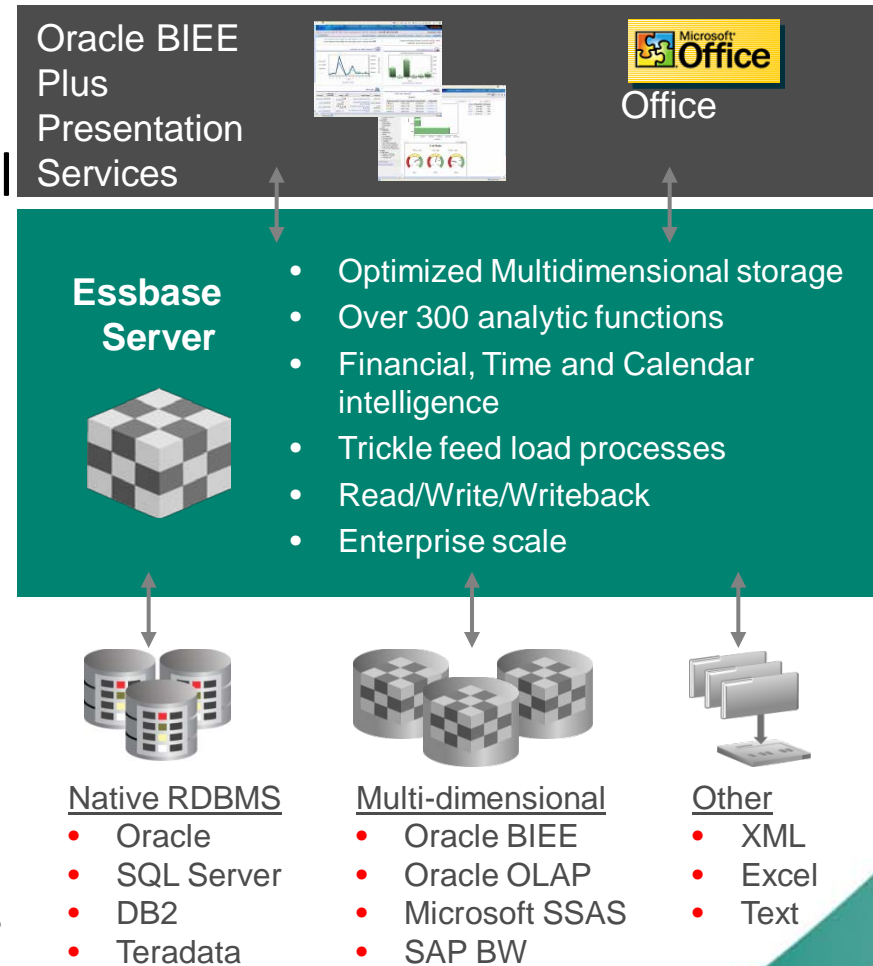 Oracle BIEE
Plus
Presentation
Services
Microsoft
Office
Office
Essbase
Server
• Optimized Multidimensional storage
• Over 300 analytic functions
• Financial, Time and Calendar
intelligence
• Trickle feed load processes
• Read/Write/Writeback
• Enterprise scale
Native RDBMS
• Oracle
• SQL Server
• DB2
• Teradata
Multi-dimensional
• Oracle BIEE
• Oracle OLAP
• Microsoft SSAS
• SAP BW
Other
• XML
• Excel
• Text